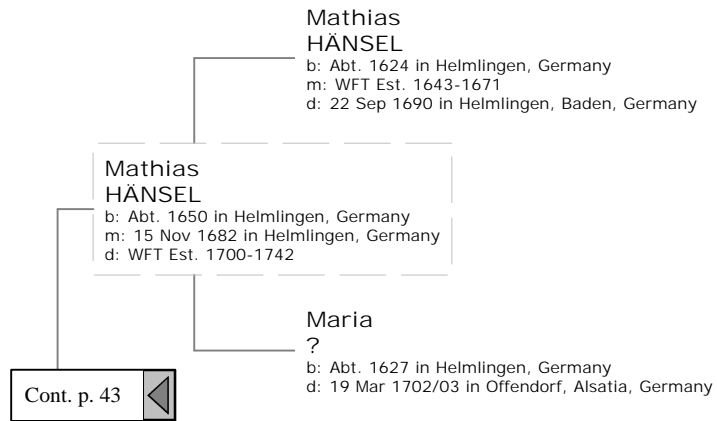 Mathias
HÄNSEL
b: Abt. 1624 in Helmlingen, Germany
m: WFT Est. 1643-1671
d: 22 Sep 1690 in Helmlingen, Baden, Germany
Mathias
HÄNSEL
b: Abt. 1650 in Helmlingen, Germany
m: 15 Nov 1682 in Helmlingen, Germany
d: WFT Est. 1700-1742
Maria
?
b: Abt. 1627 in Helmlingen, Germany
d: 19 Mar 1702/03 in Offendorf, Alsatia, Germany
Cont. p. 43